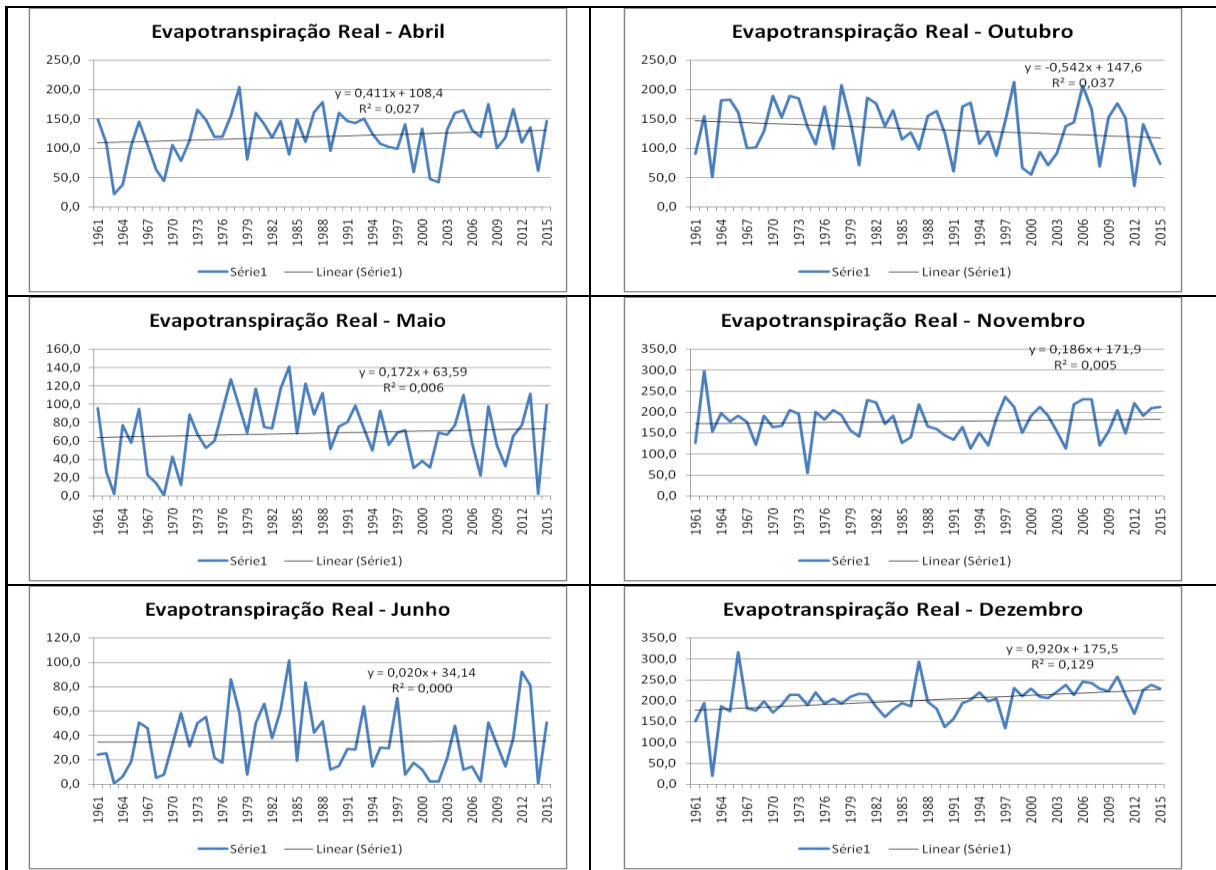 Evapotranspiração Real - Abril
250,0
200,0
150,0
100,0
50,0
0,0
y = 0,411x + 108,4
R² = 0,027
1961 1964 1967 1970 1973 1976 1979 1982 1985 1988 1991 1994 1997 2000 2003 2006 2009 2012 2015
Série1 Linear (Série1)
Evapotranspiração Real - Outubro
250,0
200,0
150,0
100,0
50,0
0,0
y = -0,542x + 147,6
R² = 0,037
1961 1964 1967 1970 1973 1976 1979 1982 1985 1988 1991 1994 1997 2000 2003 2006 2009 2012 2015
Série1 Linear (Série1)
Evapotranspiração Real - Maio
160,0
140,0
120,0
100,0
80,0
60,0
40,0
20,0
0,0
y = 0,172x + 63,59
R² = 0,006
1961 1964 1967 1970 1973 1976 1979 1982 1985 1988 1991 1994 1997 2000 2003 2006 2009 2012 2015
Série1 Linear (Série1)
Evapotranspiração Real - Novembro
350,0
300,0
250,0
200,0
150,0
100,0
50,0
0,0
y = 0,186x + 171,9
R² = 0,005
1961 1964 1967 1970 1973 1976 1979 1982 1985 1988 1991 1994 1997 2000 2003 2006 2009 2012 2015
Série1 Linear (Série1)
Evapotranspiração Real - Junho
120,0
100,0
80,0
60,0
40,0
20,0
0,0
y = 0,020x + 34,14
R² = 0,000
1961 1964 1967 1970 1973 1976 1979 1982 1985 1988 1991 1994 1997 2000 2003 2006 2009 2012 2015
Série1 Linear (Série1)
Evapotranspiração Real - Dezembro
350,0
300,0
250,0
200,0
150,0
100,0
50,0
0,0
y = 0,920x + 175,5
R² = 0,129
1961 1964 1967 1970 1973 1976 1979 1982 1985 1988 1991 1994 1997 2000 2003 2006 2009 2012 2015
Série1 Linear (Série1)